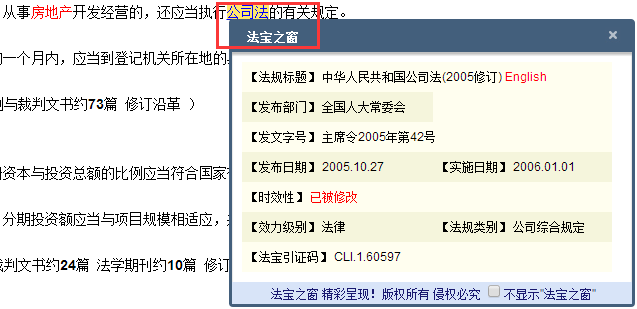 从事房地产开发经营的，还应当执行公司法的有关规定。
法宝之窗
一个月内，应当到登记机关所在地的
【法规标题】中华人民共和国公司法(2005修订) English
【发布部门】全国人大常委会
与裁判文书约73篇 修订沿革 ）
【发文字号】主席令2005年第42号
【发布日期】2005.10.27 【实施日期】2006.01.01
资本与投资总额的比例应当符合国家
【时效性】已被修改
分期投资额应当与项目规模相适应，
【效力级别】法律 【法规类别】公司综合规定
判文书约24篇 法学期刊约10篇 修订
【法宝引证码】CLI.1.60597
法宝之窗 精彩呈现！版权所有 侵权必究 不显示"法宝之窗"